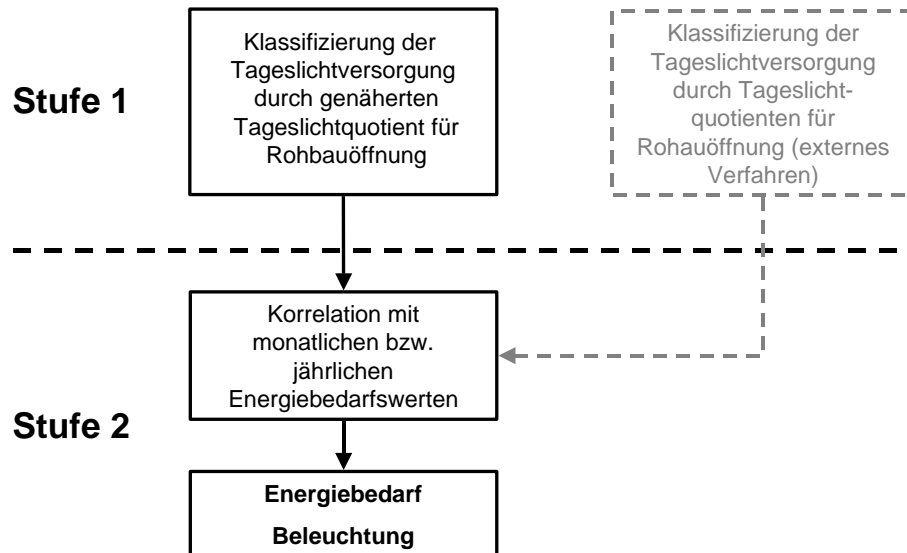 Stufe 1
Klassifizierung der
Tageslichtversorgung
durch genäherten
Tageslichtquotient für
Rohbauöffnung
Klassifizierung der
Tageslichtversorgung
durch Tageslicht-
quotienten für
Rohauöffnung (externes
Verfahren)
Stufe 2
Korrelation mit
monatlichen bzw.
jährlichen
Energiebedarfswerten
Energiebedarf
Beleuchtung